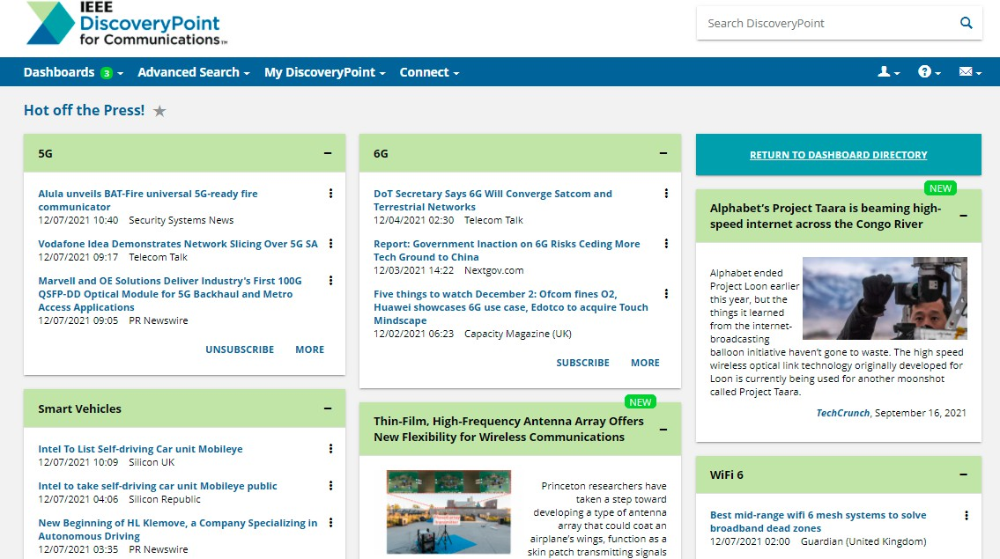 IEEE
DiscoveryPoint
for Communications™
Search DiscoveryPoint
Dashboards 3
Advanced Search
My DiscoveryPoint
Connect
Hot off the Press!
5G
Alula unveils BAT-Fire universal 5G-ready fire
communicator
12/07/2021 10:40 Security Systems News
Vodafone Idea Demonstrates Network Slicing Over 5G SA
12/07/2021 09:17 Telecom Talk
Marvell and OE Solutions Deliver Industry's First 100G
QSFP-DD Optical Module for 5G Backhaul and Metro
Access Applications
12/07/2021 09:05 PR Newswire
UNSUBSCRIBE MORE
Smart Vehicles
Intel To List Self-driving Car unit Mobileye
12/07/2021 10:09 Silicon UK
Intel to take self-driving car unit Mobileye public
12/07/2021 04:06 Silicon Republic
New Beginning of HL Klemove, a Company Specializing in
Autonomous Driving
12/07/2021 03:35 PR Newswire
6G
DoT Secretary Says 6G Will Converge Satcom and
Terrestrial Networks
12/04/2021 02:30 Telecom Talk
Report: Government Inaction on 6G Risks Ceding More
Tech Ground to China
12/03/2021 14:22 Nextgov.com
Five things to watch December 2: Ofcom fines O2,
Huawei showcases 6G use case, Edotco to acquire Touch
Mindscape
12/02/2021 06:23 Capacity Magazine (UK)
SUBSCRIBE MORE
NEW
Thin-Film, High-Frequency Antenna Array Offers
New Flexibility for Wireless Communications
Princeton researchers have
taken a step toward
developing a type of antenna
array that could coat an
airplane's wings, function as a
skin patch transmitting signals
RETURN TO DASHBOARD DIRECTORY
NEW
Alphabet's Project Taara is beaming high-
speed internet across the Congo River
Alphabet ended
Project Loon earlier
this year, but the
things it learned
from the internet-
broadcasting
balloon initiative haven't gone to waste. The high speed
wireless optical link technology originally developed for
Loon is currently being used for another moonshot
called Project Taara.
TechCrunch, September 16, 2021
WiFi 6
Best mid-range wifi 6 mesh systems to solve
broadband dead zones
12/07/2021 02:00 Guardian (United Kingdom)